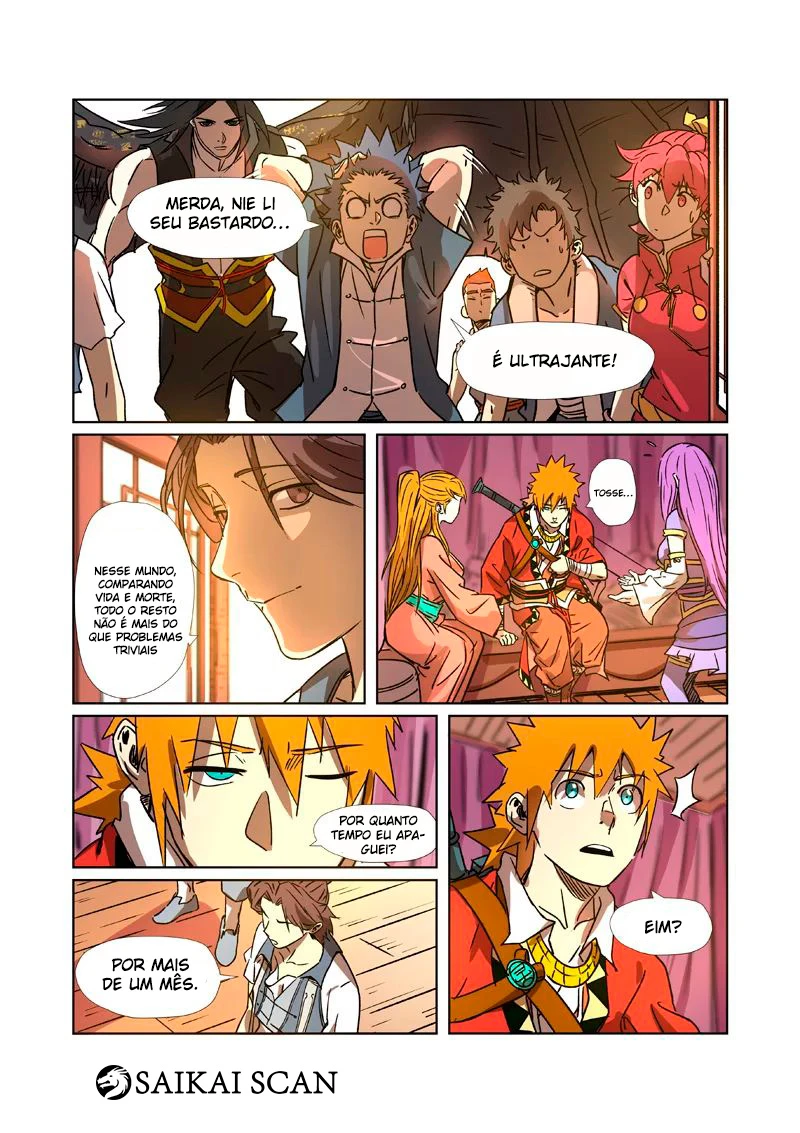 MERDA, NIE LI
SEU BASTARDO...
É ULTRAJANTE!
NESSE MUNDO,
COMPARANDO
VIDA E MORTE,
TODO O RESTO
NÃO É MAIS DO
QUE PROBLEMAS
TRIVIAIS
TOSSE...
POR QUANTO
TEMPO EU APA-
GUEI?
EIM?
POR MAIS
DE UM MÊS.
SAIKAI SCAN